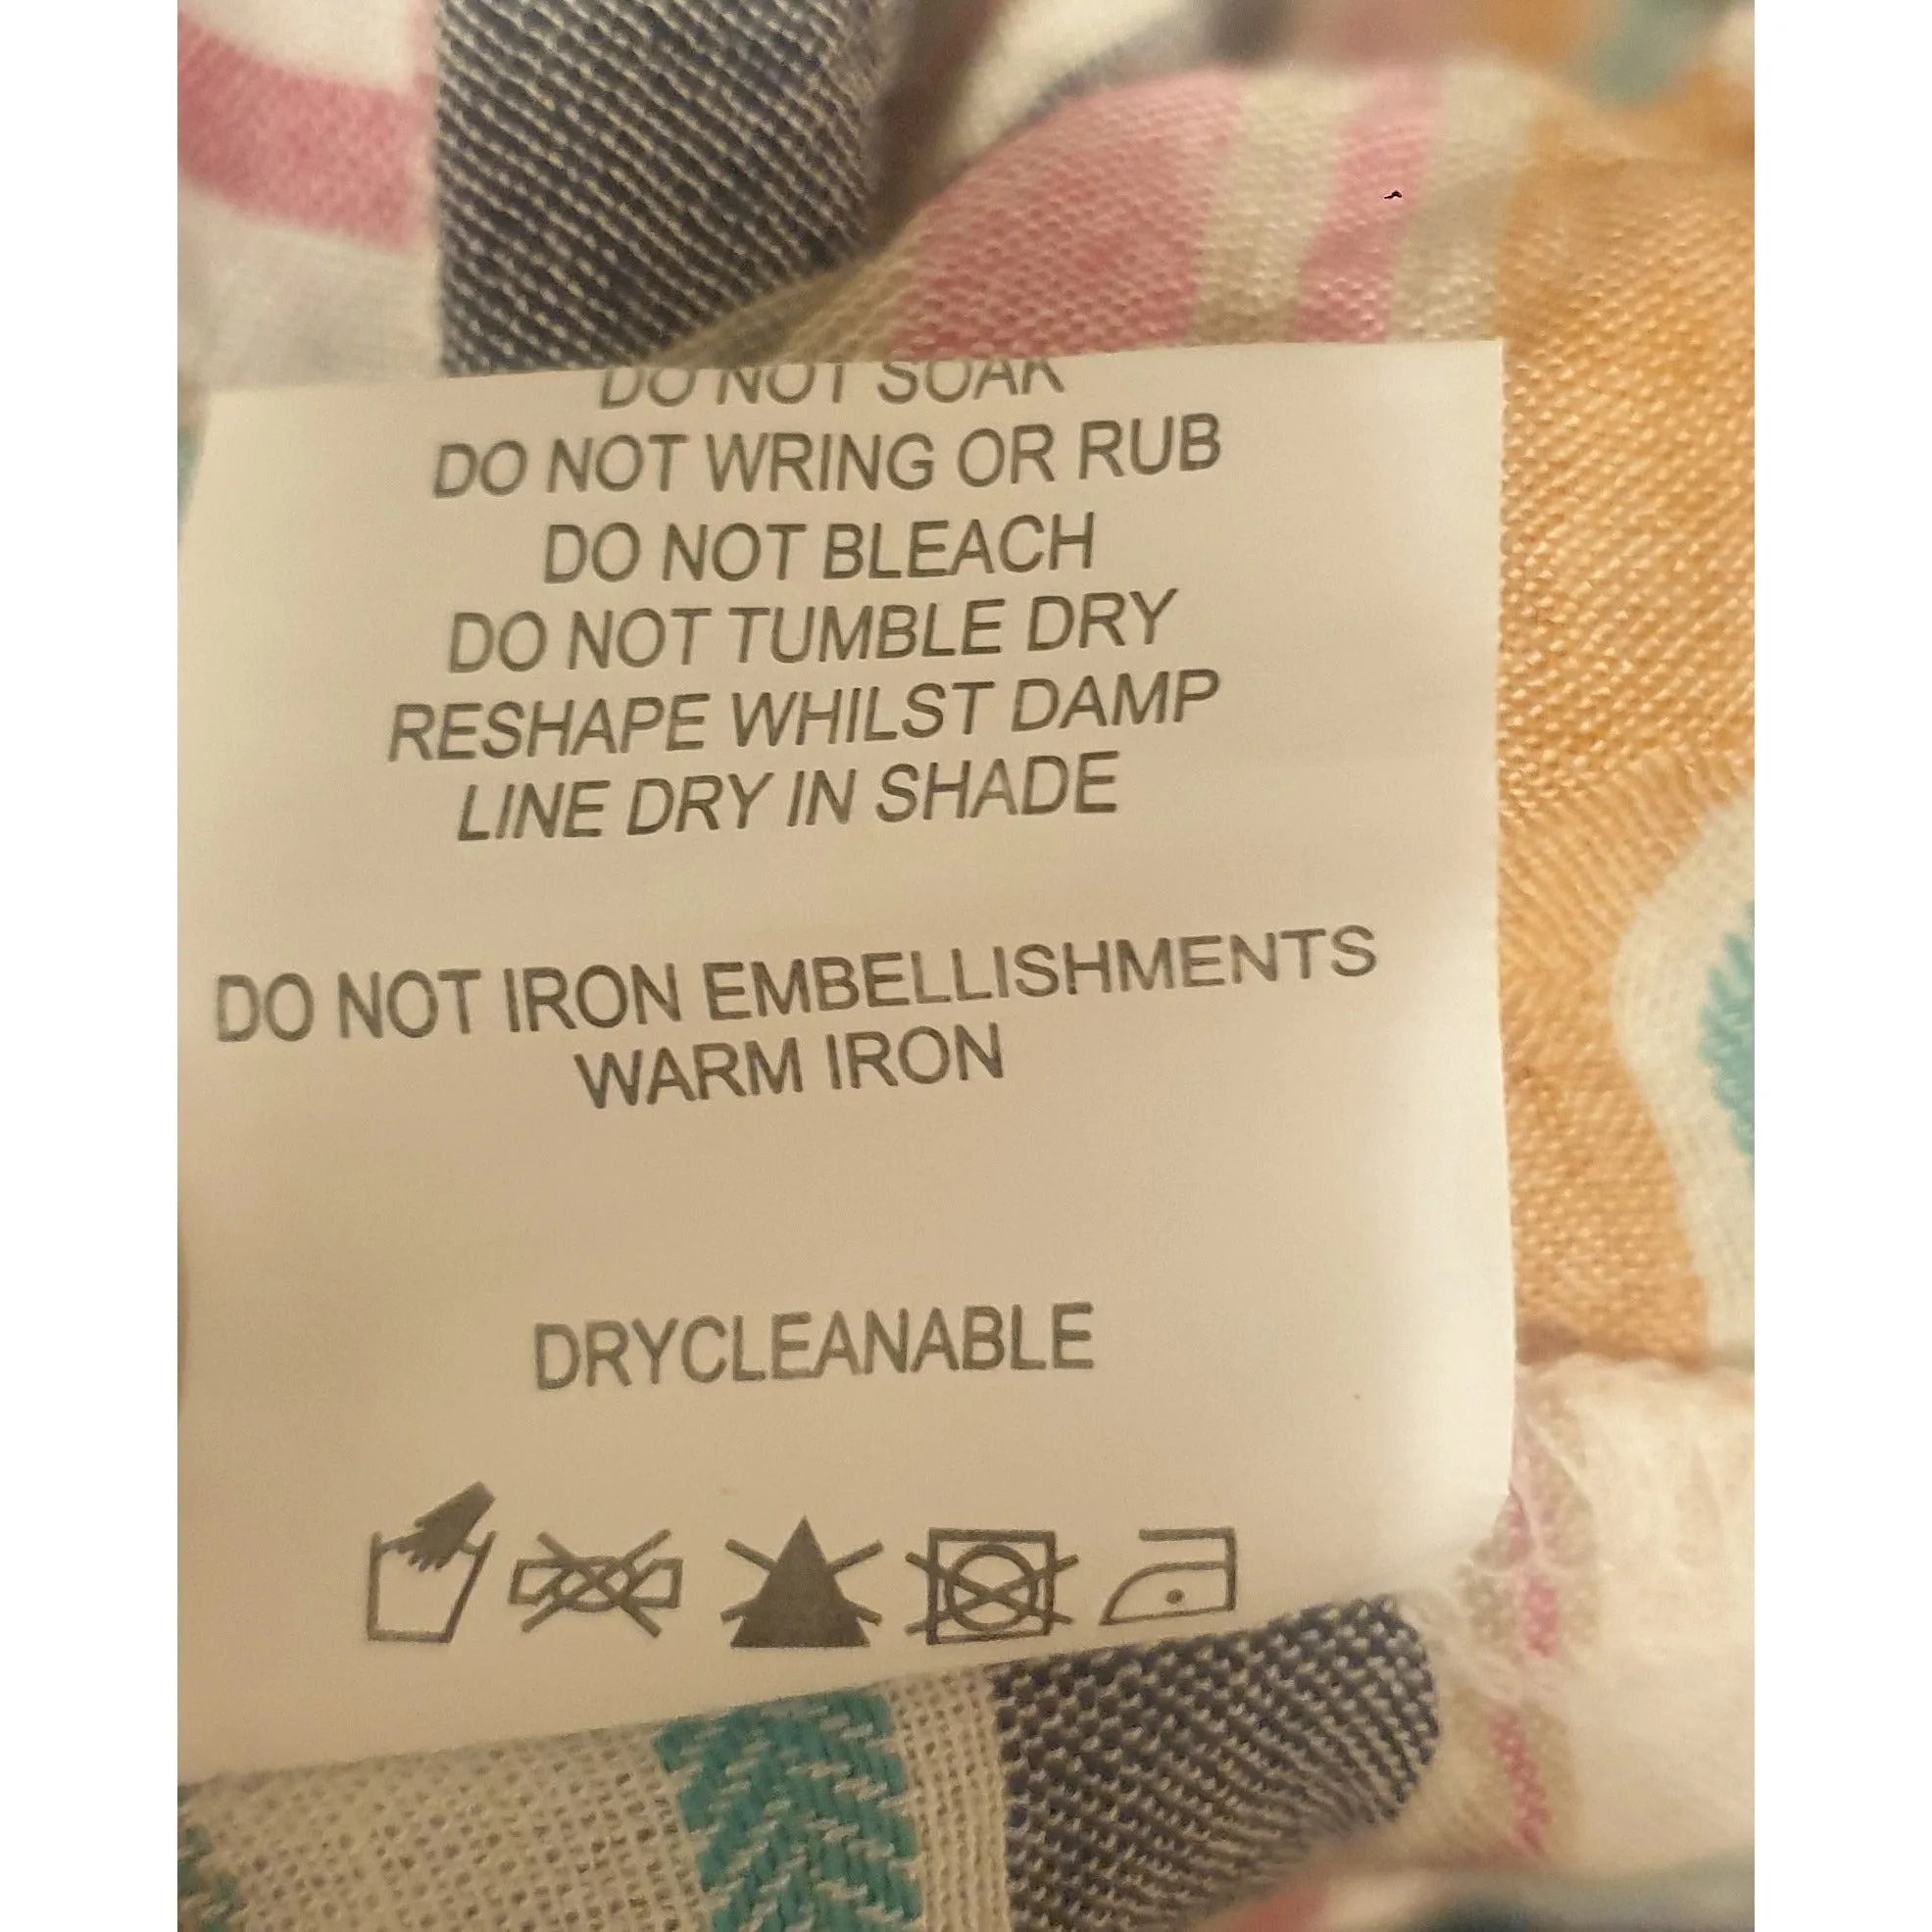 DO NOT SOAK
DO NOT WRING OR RUB
DO NOT BLEACH
DO NOT TUMBLE DRY
RESHAPE WHILST DAMP
LINE DRY IN SHADE
DO NOT IRON EMBELLISHMENTS
WARM IRON
DRYCLEANABLE